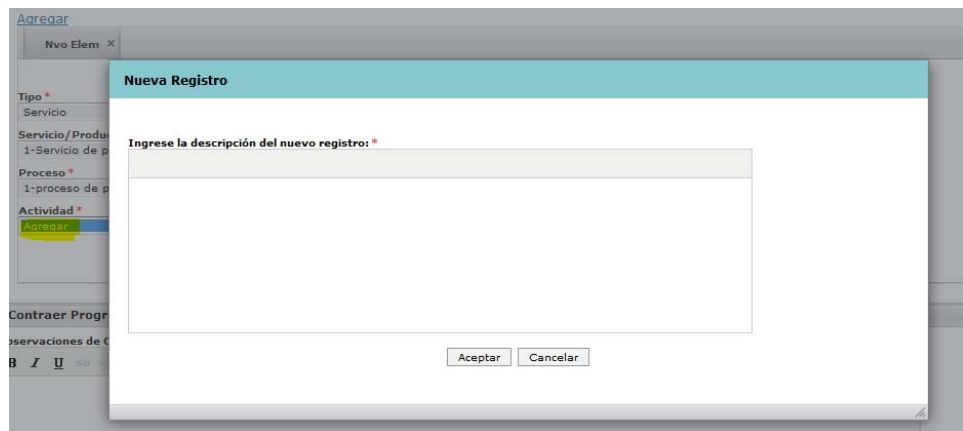 Agregar
Nvo Elem ×
Nueva Registro
Tipo *
Servicio
Servicio/Produ
1-Servicio de p
Ingrese la descripción del nuevo registro: *
Proceso *
1-proceso de p
Actividad *
Agregar
Contraer Progr
bservaciones de C
B I U
Aceptar Cancelar